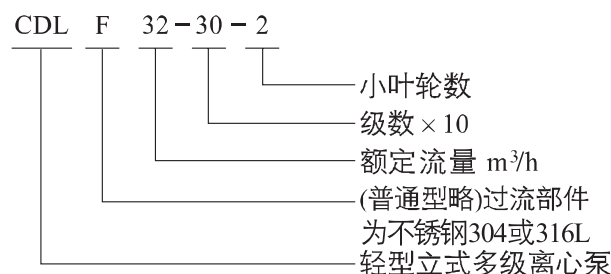 CDL F 32-30-2
小叶轮数
级数×10
额定流量 m³/h
(普通型略)过流部件
为不锈钢304或316L
轻型立式多级离心泵